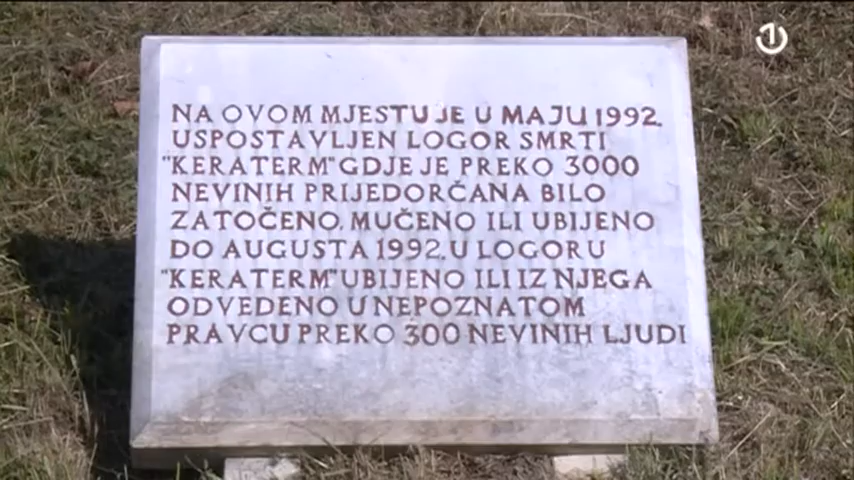 NA OVOM MJESTU JE U MAJU 1992.
USPOSTAVLJEN LOGOR SMRTI
"KERATERM" GDJE JE PREKO 3000
NEVINIH PRIJEDORČANA BILO
ZATOČENO, MUČENO ILI UBIJENO
DO AUGUSTA 1992. U LOGORU
"KERATERM" UBIJENO ILI IZ NJEGA
ODVEDENO U NEPOZNATOM
PRAVCU PREKO 300 NEVINIH LJUDI
1